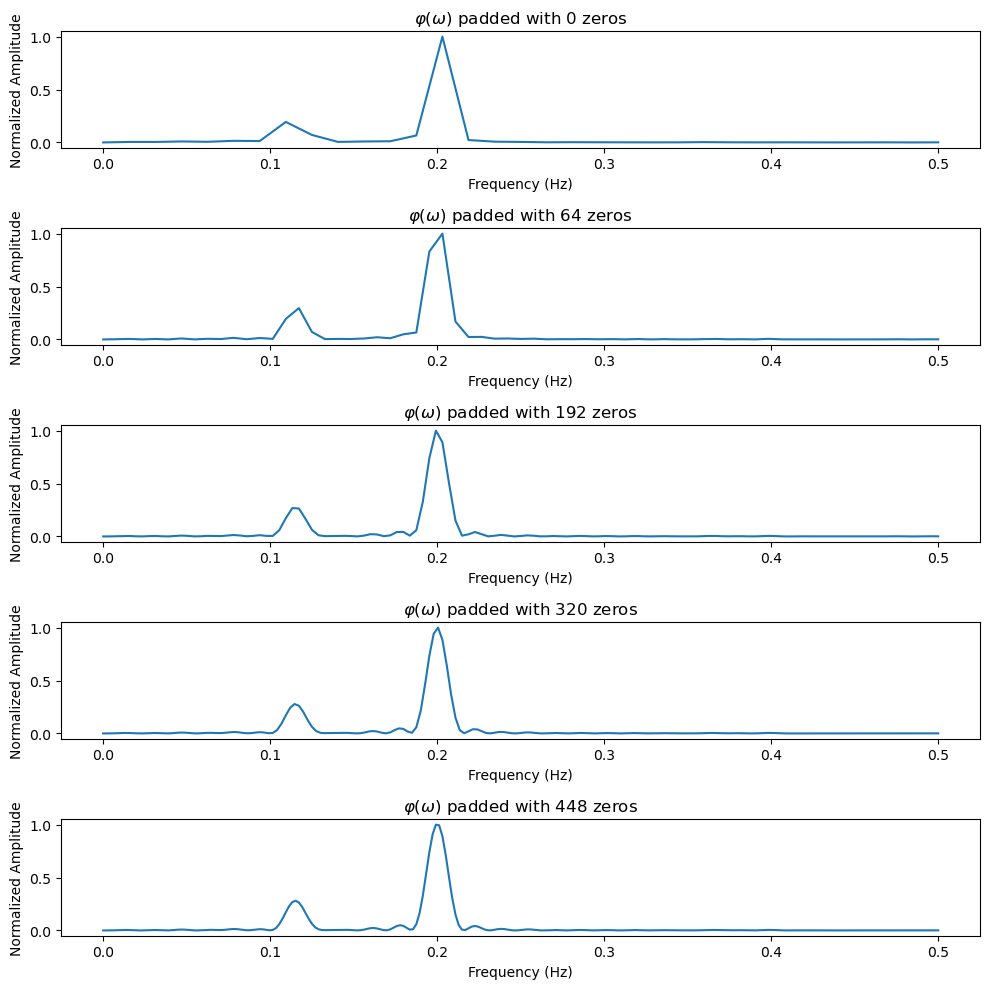 φ(ω) padded with 0 zeros
Normalized Amplitude
1.0
0.5
0.0
0.0 0.1 0.2 0.3 0.4 0.5
Frequency (Hz)
φ(ω) padded with 64 zeros
Normalized Amplitude
1.0
0.5
0.0
0.0 0.1 0.2 0.3 0.4 0.5
Frequency (Hz)
φ(ω) padded with 192 zeros
Normalized Amplitude
1.0
0.5
0.0
0.0 0.1 0.2 0.3 0.4 0.5
Frequency (Hz)
φ(ω) padded with 320 zeros
Normalized Amplitude
1.0
0.5
0.0
0.0 0.1 0.2 0.3 0.4 0.5
Frequency (Hz)
φ(ω) padded with 448 zeros
Normalized Amplitude
1.0
0.5
0.0
0.0 0.1 0.2 0.3 0.4 0.5
Frequency (Hz)